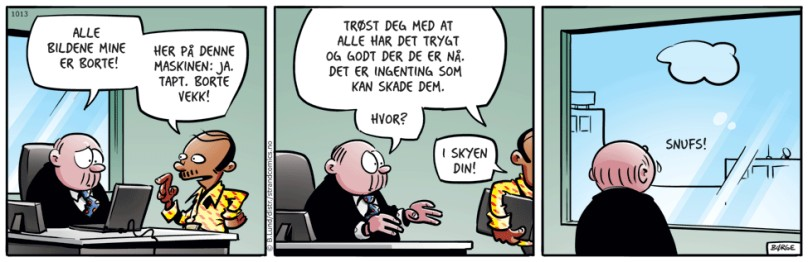 1013
ALLE
BILDENE MINE
ER BORTE!
HER PÅ DENNE
MASKINEN: JA.
TAPT. BORTE
VEKK!
© B.Lund/distr./strandcomics.no
TRØST DEG MED AT
ALLE HAR DET TRYGT
OG GODT DER DE ER NÅ.
DET ER INGENTING SOM
KAN SKADE DEM.
HVOR?
I SKYEN
DIN!
SNUFS!
BØRGE